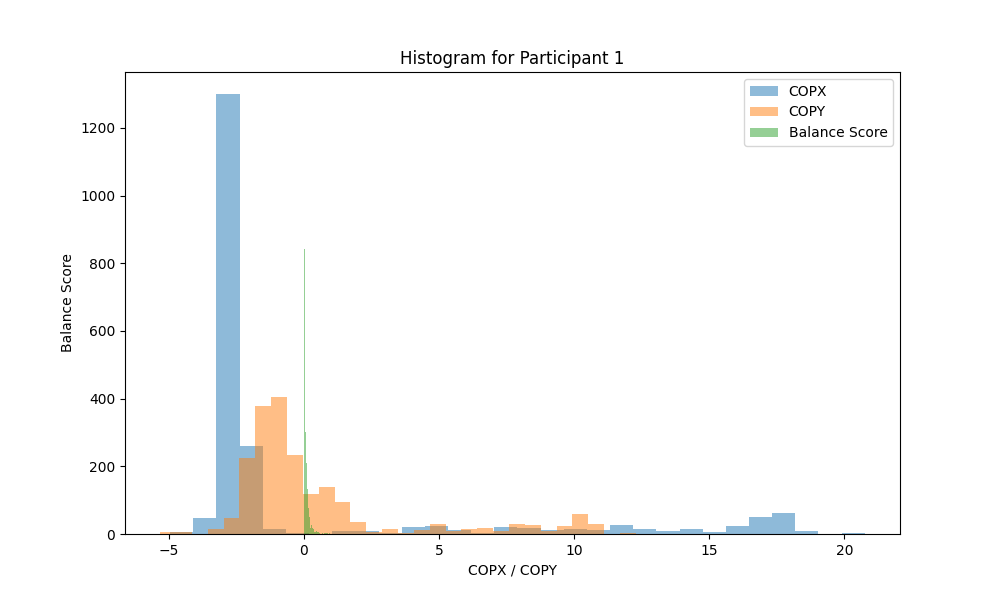 Histogram for Participant 1
COPX
COPY
Balance Score
Balance Score
1200
1000
800
600
400
200
0
−5
0
5
10
15
20
COPX / COPY